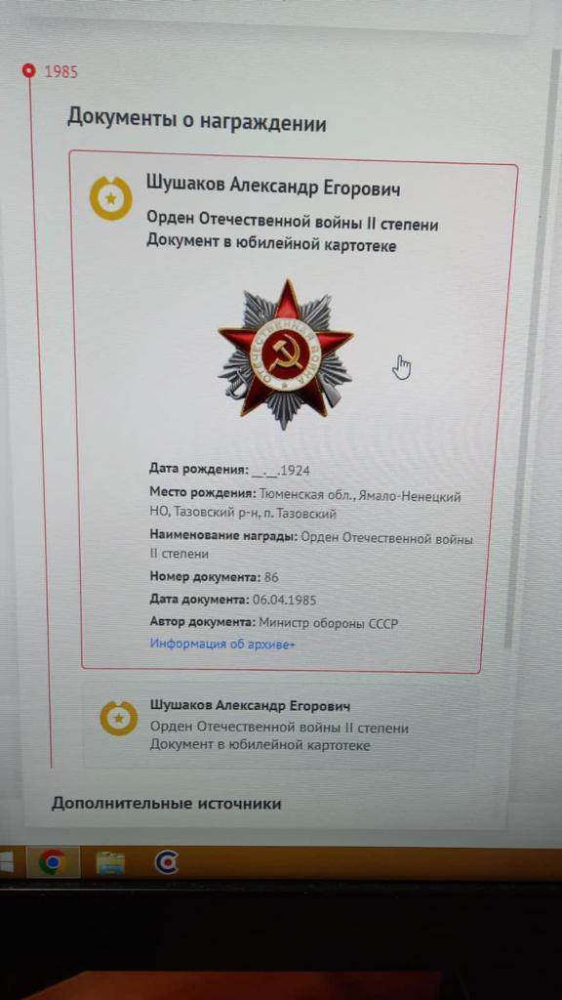 1985
Документы о награждении
Шушаков Александр Егорович
Орден Отечественной войны II степени
Документ в юбилейной картотеке
ОТЕЧЕСТВЕННАЯ ВОЙНА
Дата рождения: __.__.1924
Место рождения: Тюменская обл., Ямало-Ненецкий
НО, Тазовский р-н, п. Тазовский
Наименование награды: Орден Отечественной войны
II степени
Номер документа: 86
Дата документа: 06.04.1985
Автор документа: Министр обороны СССР
Информация об архиве+
Шушаков Александр Егорович
Орден Отечественной войны II степени
Документ в юбилейной картотеке
Дополнительные источники